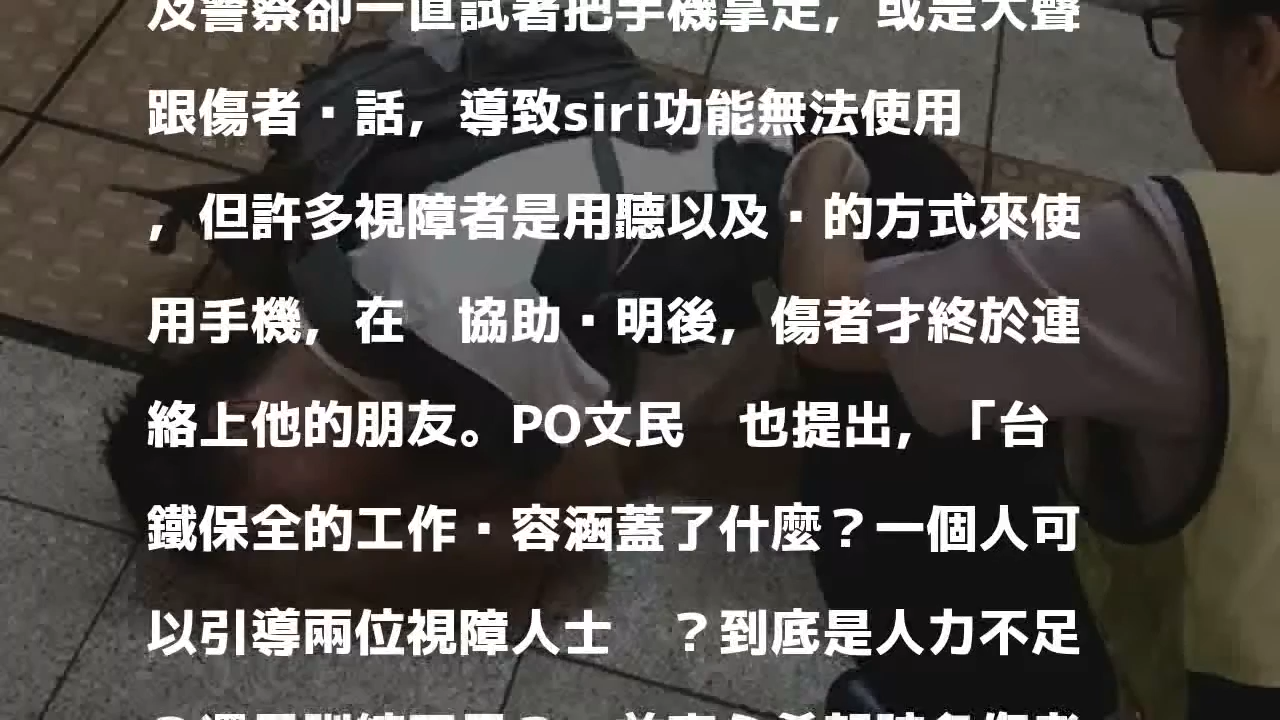 及警察卻一直試著把手機拿走，或是大聲
跟傷者·話，導致siri功能無法使用
，但許多視障者是用聽以及·的方式來使
用手機，在　協助·明後，傷者才終於連
絡上他的朋友。PO文民　也提出，「台
鐵保全的工作·容涵蓋了什麼？一個人可
以引導兩位視障人士　？到底是人力不足